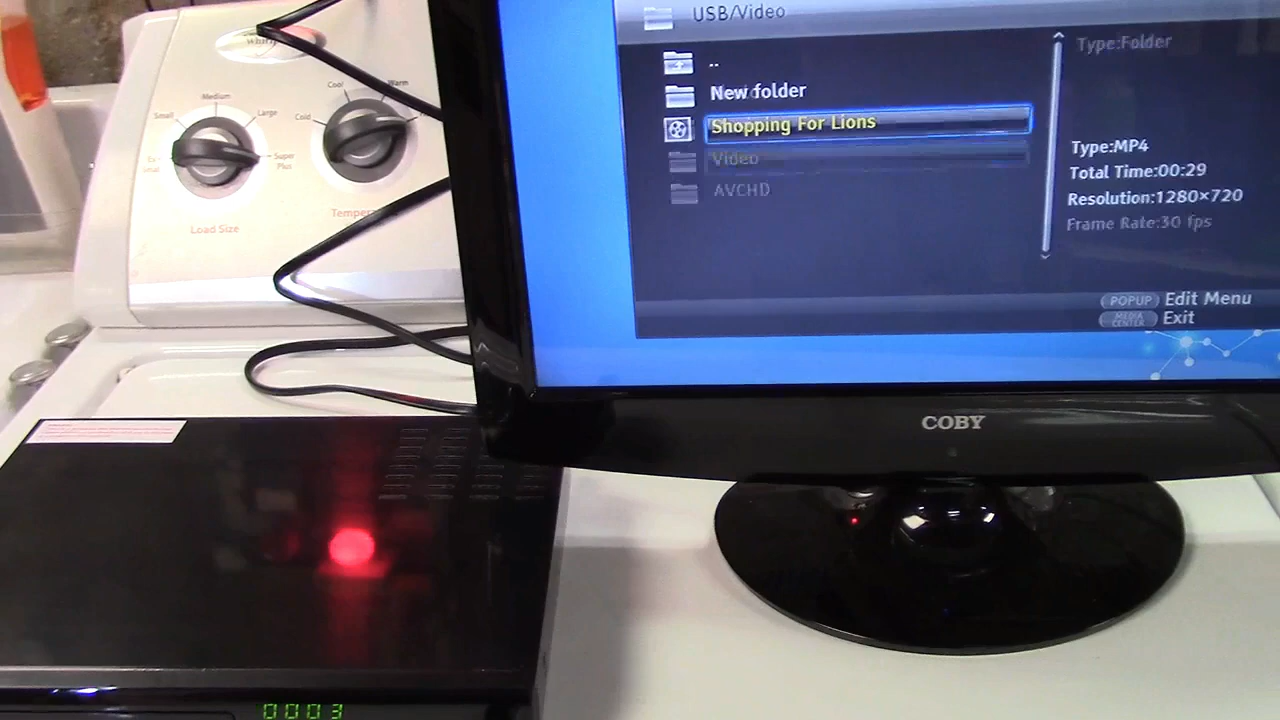 Whirlpool
Small
Medium
Large
Super
Plus
Load Size
Cool
Warm
Cold
USB/Video
..
New folder
Shopping For Lions
Video
AVCHD
Type:Folder
Type:MP4
Total Time:00:29
Resolution:1280×720
Frame Rate:30 fps
POPUP Edit Menu
MEDIA CENTER Exit
COBY
0003